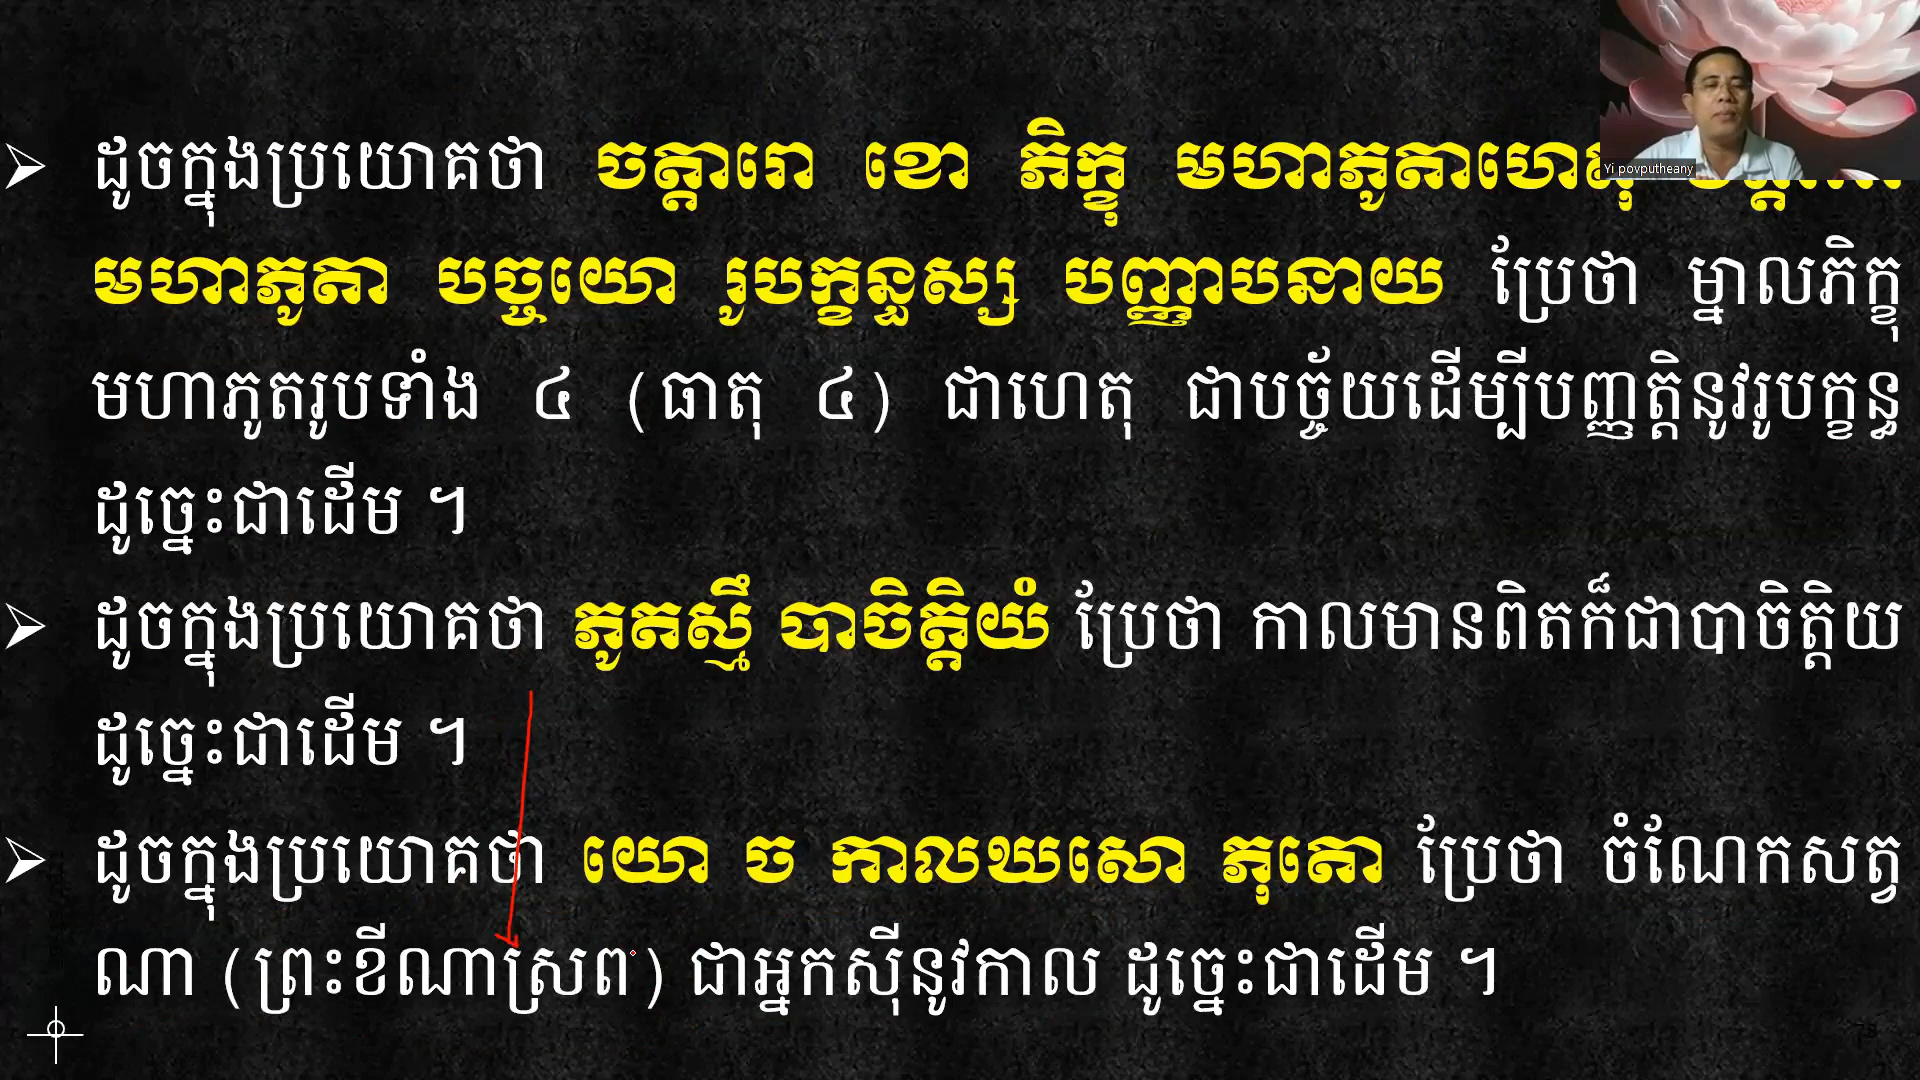 ដូចក្នុងប្រយោគថា ចត្តារោ ខោ ភិក្ខុ មហាភូតាហេតុ
Yi povputheany
មហាភូតា បច្ចយោ រូបក្ខន្ធស្ស បញ្ញាបនាយ ប្រែថា ម្នាលភិក្ខុ
មហាភូតរូបទាំង ៤ (ធាតុ ៤) ជាហេតុ ជាបច្ច័យដើម្បីបញ្ញត្តិនូវរូបក្ខន្ធ
ដូច្នេះជាដើម ។
ដូចក្នុងប្រយោគថា ភូតស្មឹ បាចិត្តិយំ ប្រែថា កាលមានពិតក៏ជាបាចិត្តិយ
ដូច្នេះជាដើម ។
ដូចក្នុងប្រយោគថា យោ ច កាលឃសោ ភុតោ ប្រែថា ចំណែកសត្វ
ណា (ព្រះខីណាស្រព) ជាអ្នកស៊ីនូវកាល ដូច្នេះជាដើម ។